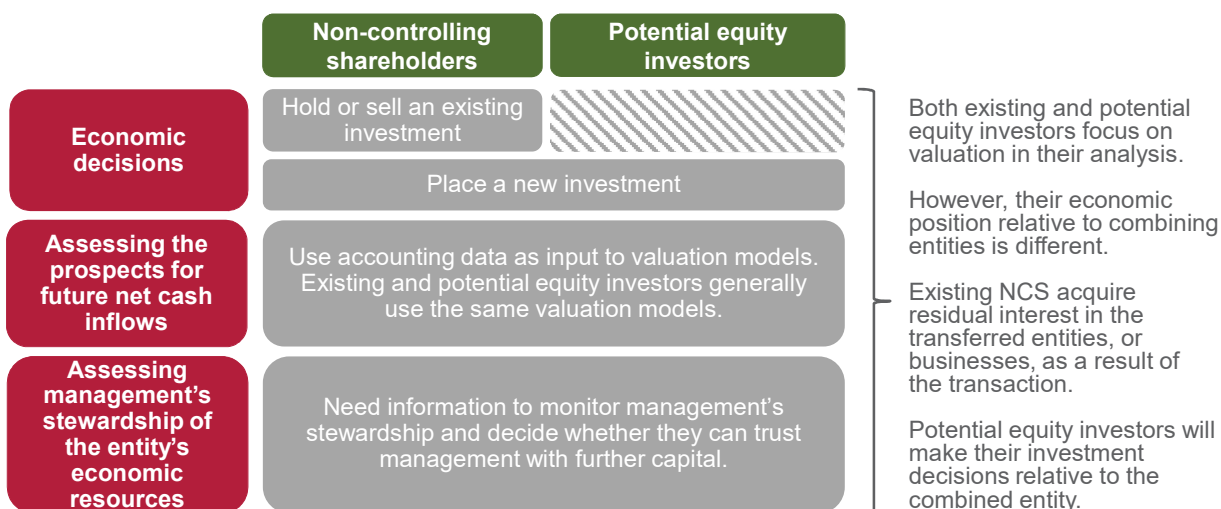 Non-controlling
shareholders
Potential equity
investors
Economic
decisions
Hold or sell an existing
investment
Place a new investment
Assessing the
prospects for
future net cash
inflows
Use accounting data as input to valuation models.
Existing and potential equity investors generally
use the same valuation models.
Assessing
management’s
stewardship of
the entity’s
economic
resources
Need information to monitor management’s
stewardship and decide whether they can trust
management with further capital.
Both existing and potential
equity investors focus on
valuation in their analysis.
However, their economic
position relative to combining
entities is different.
Existing NCS acquire
residual interest in the
transferred entities, or
businesses, as a result of
the transaction.
Potential equity investors will
make their investment
decisions relative to the
combined entity.